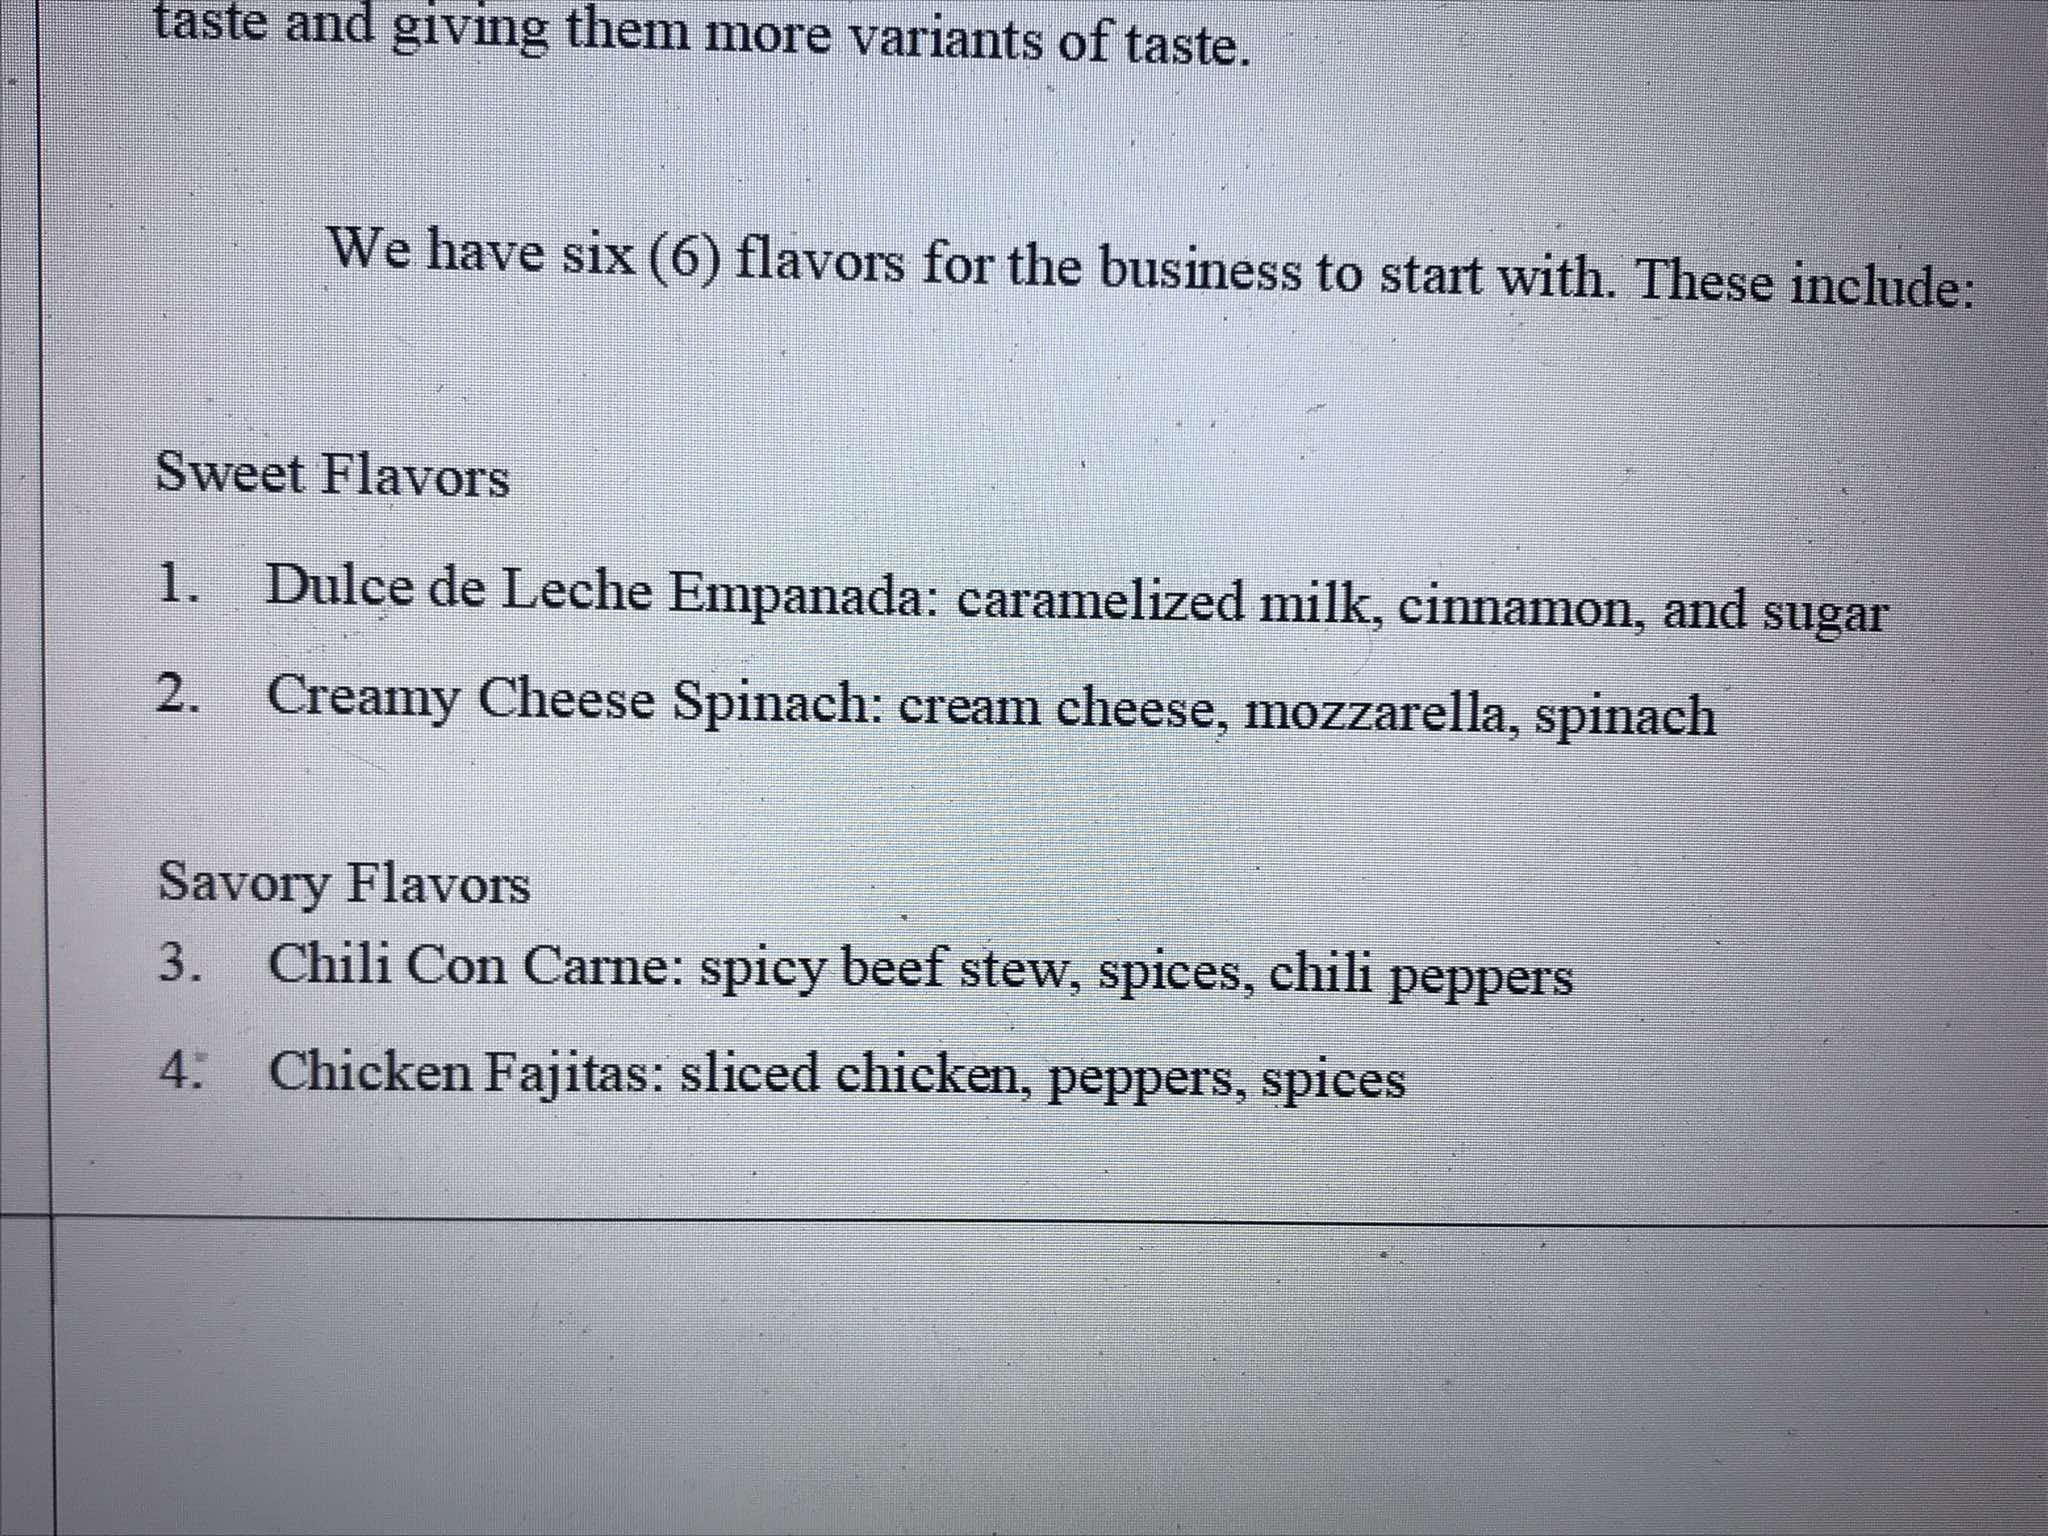 taste and giving them more variants of taste.
We have six (6) flavors for the business to start with. These include:
Sweet Flavors
1. Dulce de Leche Empanada: caramelized milk, cinnamon, and sugar
2. Creamy Cheese Spinach: cream cheese, mozzarella, spinach
Savory Flavors
3. Chili Con Carne: spicy beef stew, spices, chili peppers
4. Chicken Fajitas: sliced chicken, peppers, spices